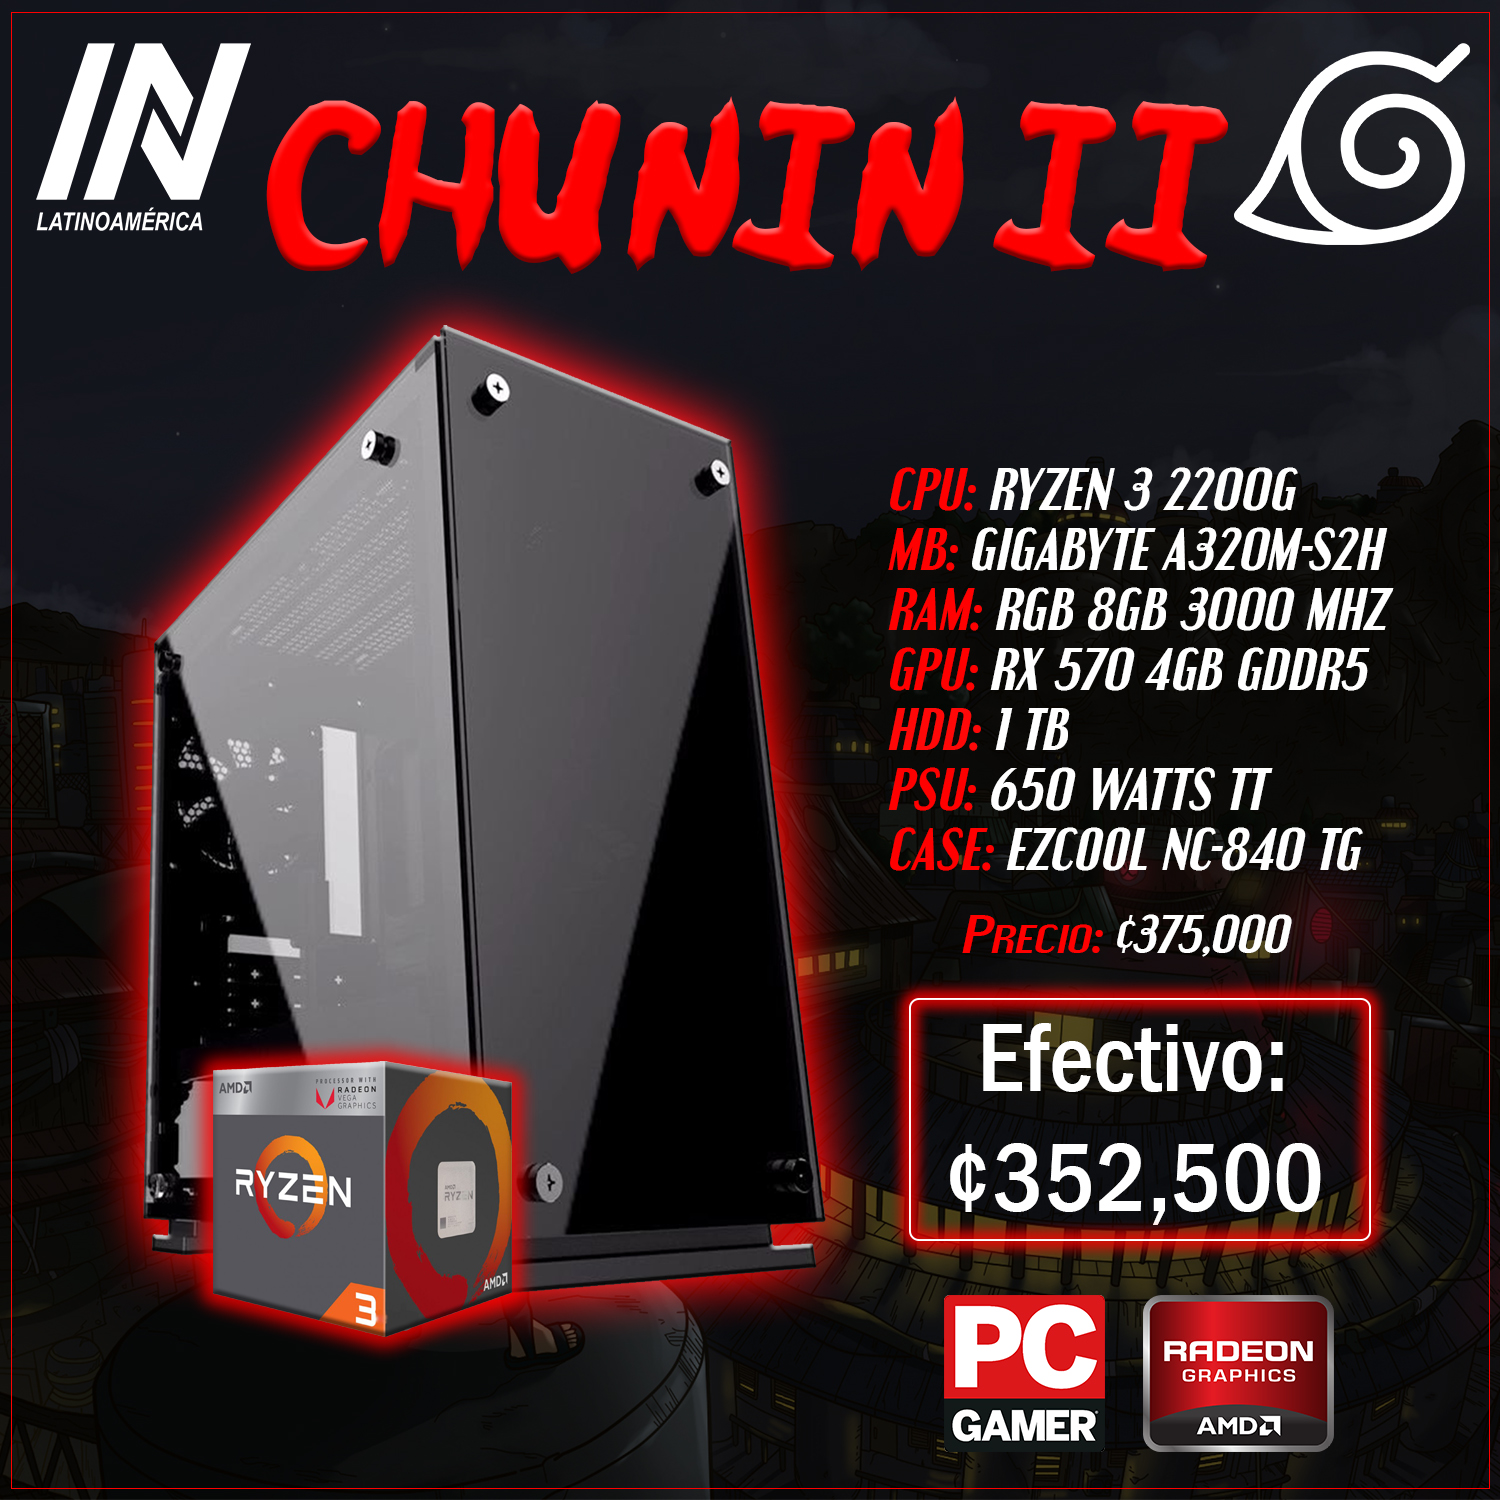 IN
LATINOAMÉRICA
CHUNIN II
CPU: RYZEN 3 2200G
MB: GIGABYTE A320M-S2H
RAM: RGB 8GB 3000 MHZ
GPU: RX 570 4GB GDDR5
HDD: 1 TB
PSU: 650 WATTS TT
CASE: EZCOOL NC-840 TG
PRECIO: ¢375,000
Efectivo:
¢352,500
AMD
PROCESSOR WITH
RADEON
VEGA
GRAPHICS
RYZEN
3
AMD
RYZEN
AMD
PC
GAMER
RADEON
GRAPHICS
AMD